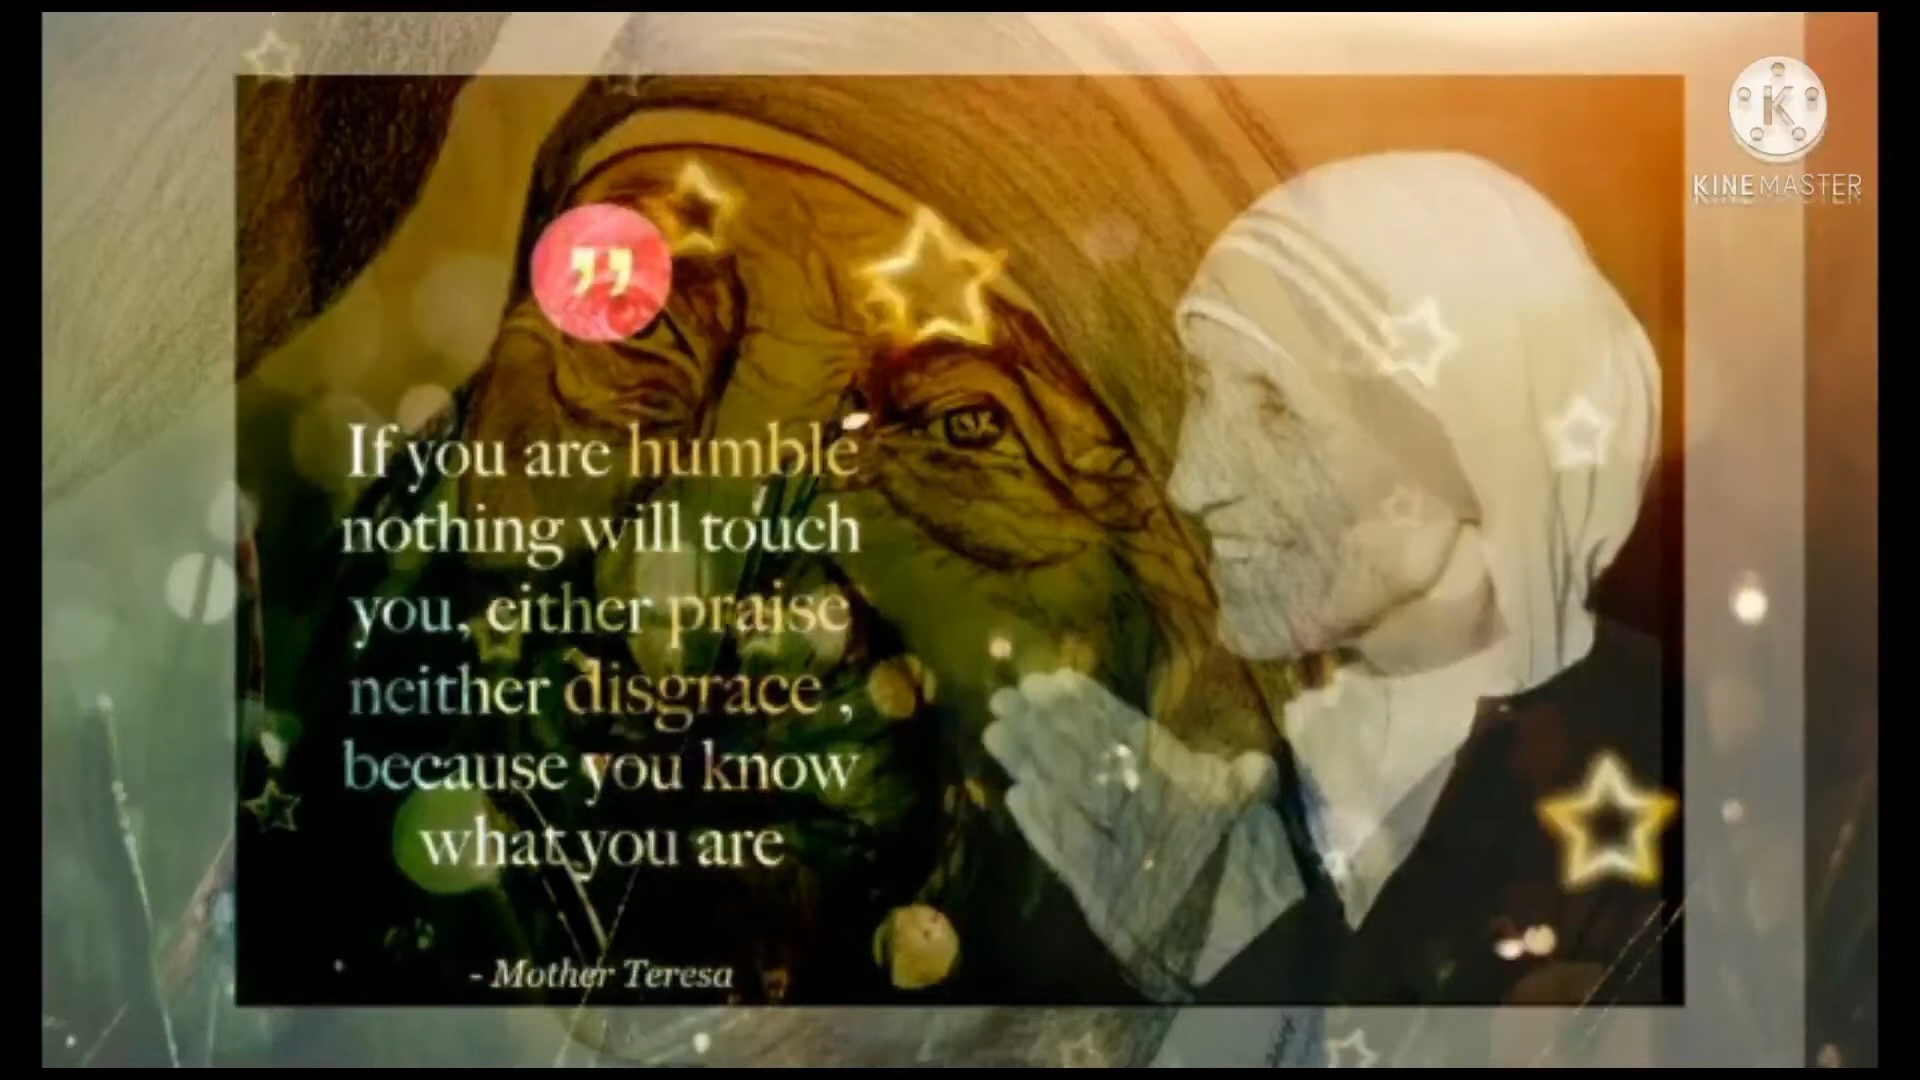 KINEMASTER
”
If you are humble
nothing will touch
you, either praise
neither disgrace ,
because you know
what you are
- Mother Teresa